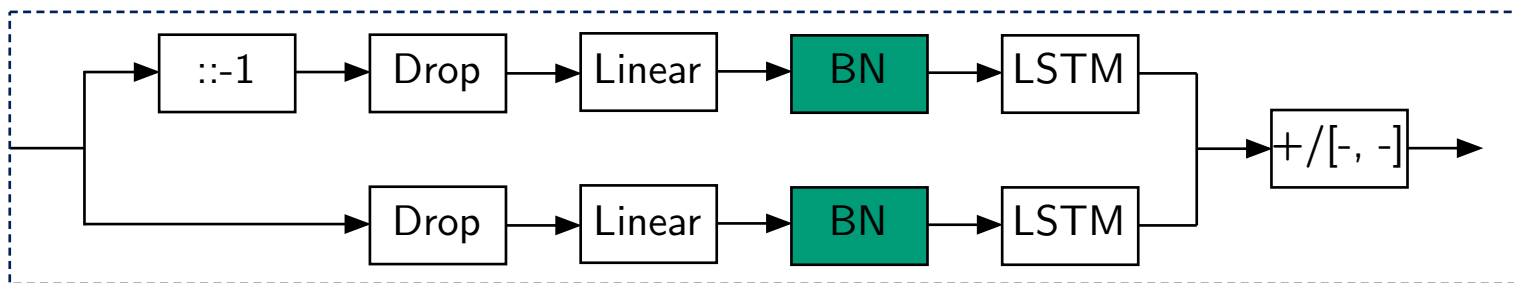 ::-1 Drop Linear BN LSTM
+/[-, -]
Drop Linear BN LSTM